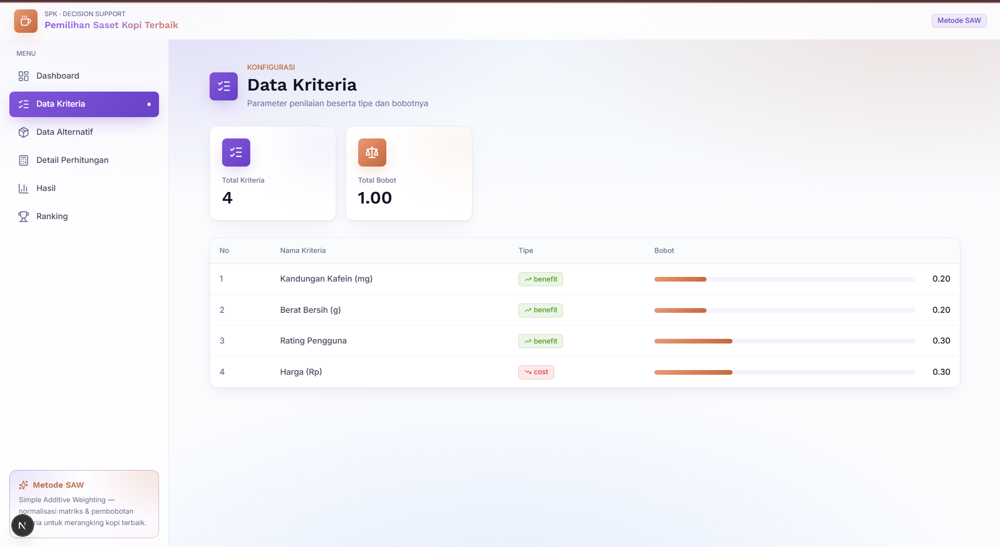 SPK · DECISION SUPPORT
Pemilihan Saset Kopi Terbaik
Metode SAW
MENU
Dashboard
Data Kriteria
Data Alternatif
Detail Perhitungan
Hasil
Ranking
KONFIGURASI
Data Kriteria
Parameter penilaian beserta tipe dan bobotnya
Total Kriteria
4
Total Bobot
1.00
No Nama Kriteria Tipe Bobot
1 Kandungan Kafein (mg) benefit 0.20
2 Berat Bersih (g) benefit 0.20
3 Rating Pengguna benefit 0.30
4 Harga (Rp) cost 0.30
Metode SAW
Simple Additive Weighting —
normalisasi matriks & pembobotan
untuk merangking kopi terbaik.
N